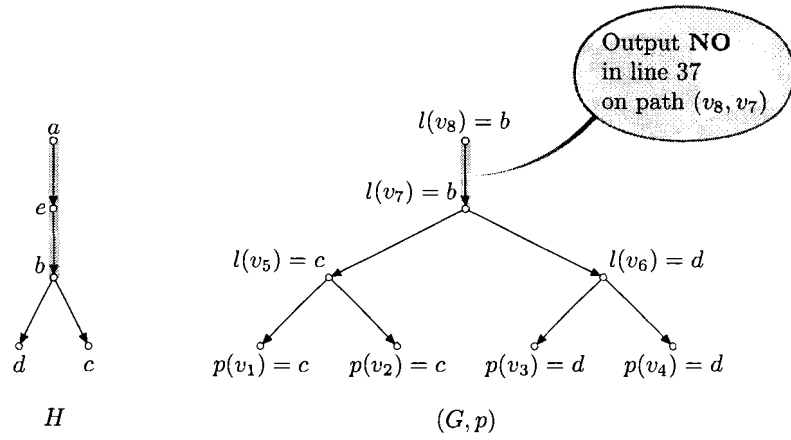 Output NO
in line 37
on path (v₈, v₇)
a
l(v₈) = b
e
l(v₇) = b
b
l(v₅) = c
l(v₆) = d
d
c
p(v₁) = c
p(v₂) = c
p(v₃) = d
p(v₄) = d
H
(G, p)